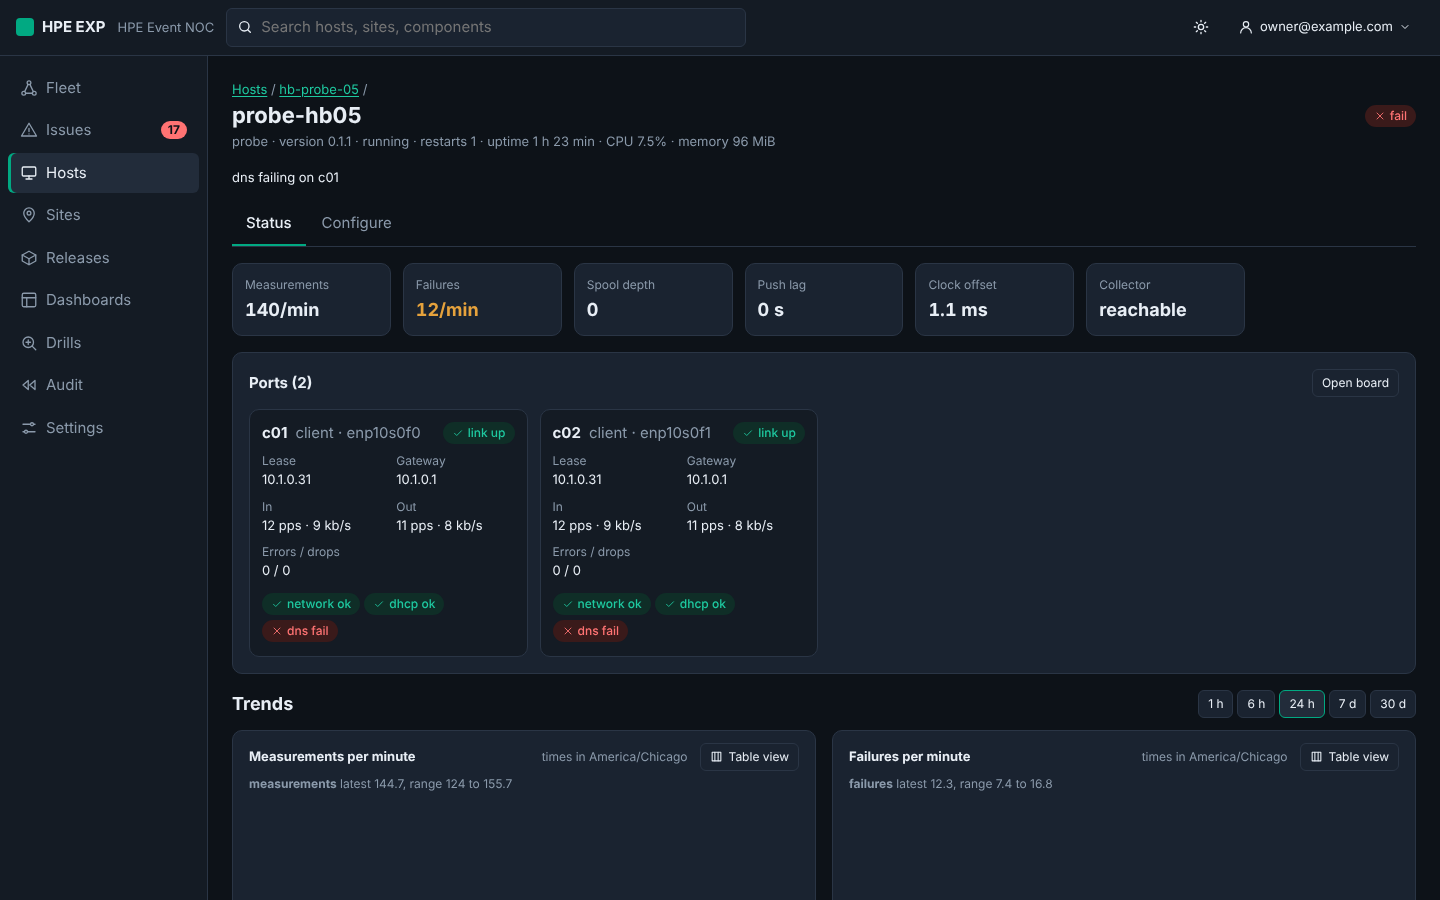 HPE EXP HPE Event NOC Search hosts, sites, components owner@example.com
Fleet
Issues 17
Hosts
Sites
Releases
Dashboards
Drills
Audit
Settings
Hosts / hb-probe-05 /
probe-hb05
fail
probe · version 0.1.1 · running · restarts 1 · uptime 1 h 23 min · CPU 7.5% · memory 96 MiB
dns failing on c01
Status Configure
Measurements
140/min
Failures
12/min
Spool depth
0
Push lag
0 s
Clock offset
1.1 ms
Collector
reachable
Ports (2) Open board
c01 client · enp10s0f0 link up
Lease Gateway
10.1.0.31 10.1.0.1
In Out
12 pps · 9 kb/s 11 pps · 8 kb/s
Errors / drops
0 / 0
network ok dhcp ok
dns fail
c02 client · enp10s0f1 link up
Lease Gateway
10.1.0.31 10.1.0.1
In Out
12 pps · 9 kb/s 11 pps · 8 kb/s
Errors / drops
0 / 0
network ok dhcp ok
dns fail
Trends 1 h 6 h 24 h 7 d 30 d
Measurements per minute times in America/Chicago Table view
measurements latest 144.7, range 124 to 155.7
Failures per minute times in America/Chicago Table view
failures latest 12.3, range 7.4 to 16.8